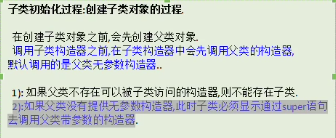 子类初始化过程:创建子类对象的过程.
在创建子类对象之前,会先创建父类对象.
调用子类构造器之前,在子类构造器中会先调用父类的构造器,
默认调用的是父类无参数构造器..
1): 如果父类不存在可以被子类访问的构造器,则不能存在子类.
2):如果父类没有提供无参数构造器,此时子类必须显示通过super语句
去调用父类带参数的构造器.